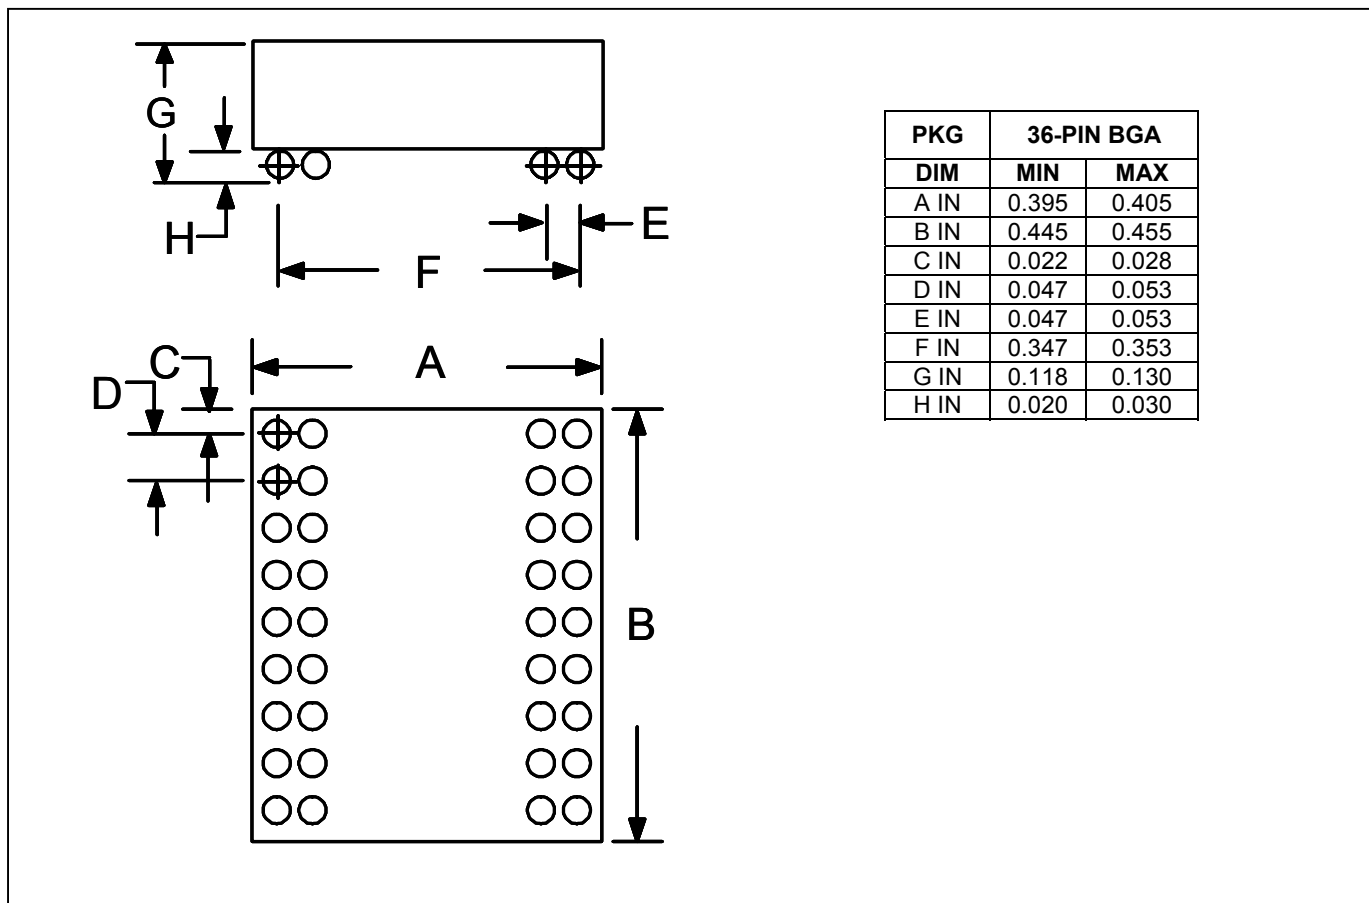 G
H
E
F
C
D
A
B
PKG 36-PIN BGA
DIM MIN MAX
A IN 0.395 0.405
B IN 0.445 0.455
C IN 0.022 0.028
D IN 0.047 0.053
E IN 0.047 0.053
F IN 0.347 0.353
G IN 0.118 0.130
H IN 0.020 0.030